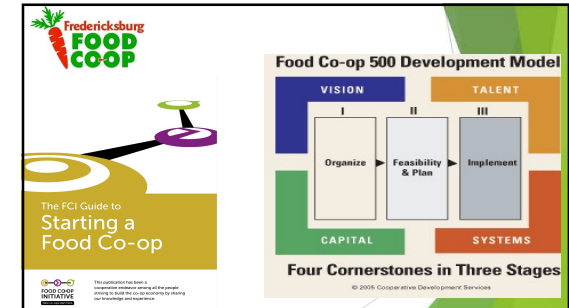 Fredericksburg
FOOD
CO-OP
The FCI Guide to
Starting a
Food Co-op
FOOD CO-OP
INITIATIVE
This publication has been a
cooperative endeavor among all the people
striving to build the co-op economy by sharing
our knowledge and experience.
Food Co-op 500 Development Model
VISION
TALENT
I
II
III
Organize
Feasibility
& Plan
Implement
CAPITAL
SYSTEMS
Four Cornerstones in Three Stages
© 2005 Cooperative Development Services